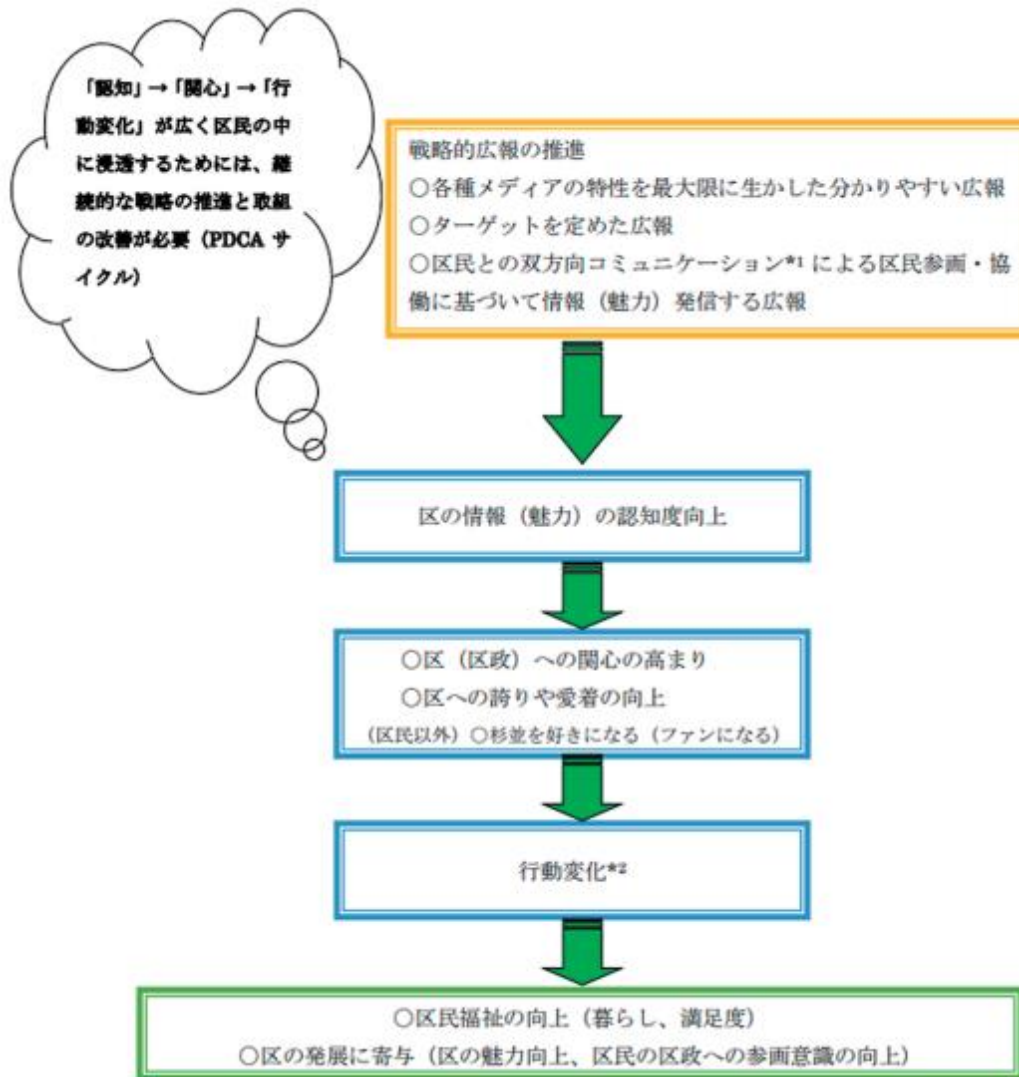 「認知」→「関心」→「行
動変化」が広く区民の中
に浸透するためには、継
続的な戦略の推進と取組
の改善が必要（PDCA サ
イクル）
戦略的広報の推進
○各種メディアの特性を最大限に生かした分かりやすい広報
○ターゲットを定めた広報
○区民との双方向コミュニケーション*1 による区民参画・協
働に基づいて情報（魅力）発信する広報
区の情報（魅力）の認知度向上
○区（区政）への関心の高まり
○区への誇りや愛着の向上
（区民以外）○杉並を好きになる（ファンになる）
行動変化*2
○区民福祉の向上（暮らし、満足度）
○区の発展に寄与（区の魅力向上、区民の区政への参画意識の向上）